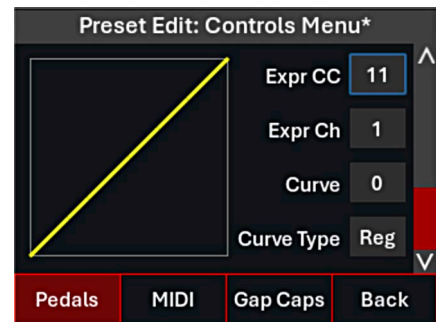 Preset Edit: Controls Menu*
Expr CC 11
Expr Ch 1
Curve 0
Curve Type Reg
Pedals MIDI Gap Caps Back